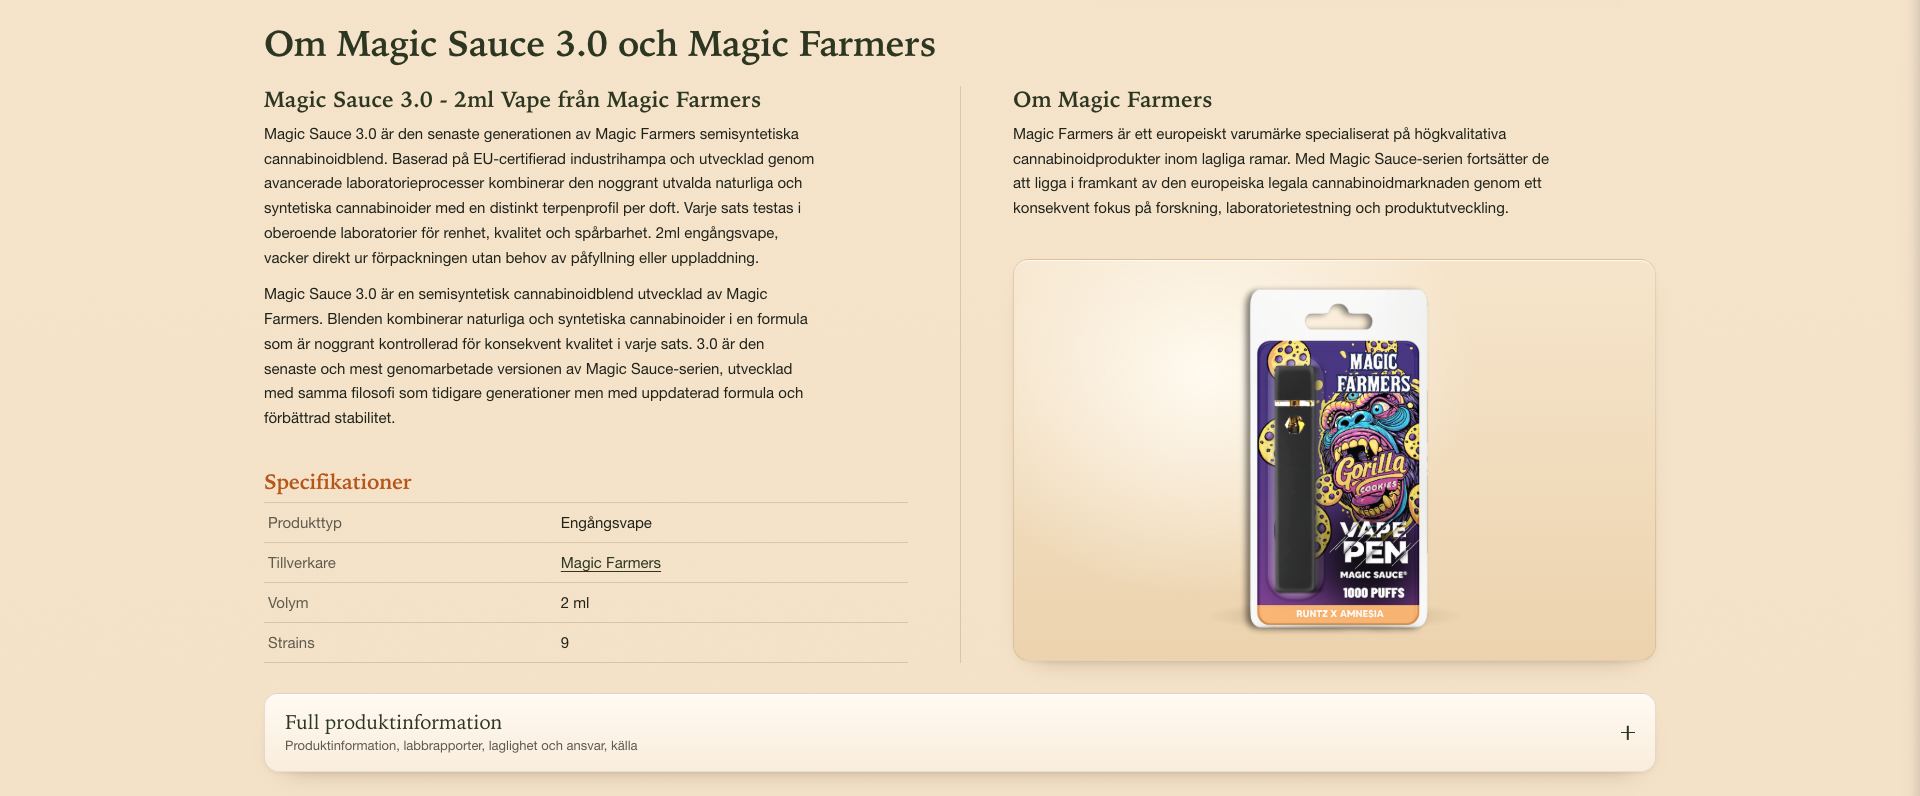 Om Magic Sauce 3.0 och Magic Farmers
Magic Sauce 3.0 - 2ml Vape från Magic Farmers
Magic Sauce 3.0 är den senaste generationen av Magic Farmers semisyntetiska
cannabinoidblend. Baserad på EU-certifierad industrihampa och utvecklad genom
avancerade laboratorieprocesser kombinerar den noggrant utvalda naturliga och
syntetiska cannabinoider med en distinkt terpenprofil per doft. Varje sats testas i
oberoende laboratorier för renhet, kvalitet och spårbarhet. 2ml engångsvape,
vacker direkt ur förpackningen utan behov av påfyllning eller uppladdning.
Magic Sauce 3.0 är en semisyntetisk cannabinoidblend utvecklad av Magic
Farmers. Blenden kombinerar naturliga och syntetiska cannabinoider i en formula
som är noggrant kontrollerad för konsekvent kvalitet i varje sats. 3.0 är den
senaste och mest genomarbetade versionen av Magic Sauce-serien, utvecklad
med samma filosofi som tidigare generationer men med uppdaterad formula och
förbättrad stabilitet.
Specifikationer
Produkttyp Engångsvape
Tillverkare Magic Farmers
Volym 2 ml
Strains 9
Om Magic Farmers
Magic Farmers är ett europeiskt varumärke specialiserat på högkvalitativa
cannabinoidprodukter inom lagliga ramar. Med Magic Sauce-serien fortsätter de
att ligga i framkant av den europeiska legala cannabinoidmarknaden genom ett
konsekvent fokus på forskning, laboratorietestning och produktutveckling.
MAGIC
FARMERS
Gorilla
COOKIES
VAPE
PEN
MAGIC SAUCE®
1000 PUFFS
RUNTZ X AMNESIA
Full produktinformation
Produktinformation, labbrapporter, laglighet och ansvar, källa